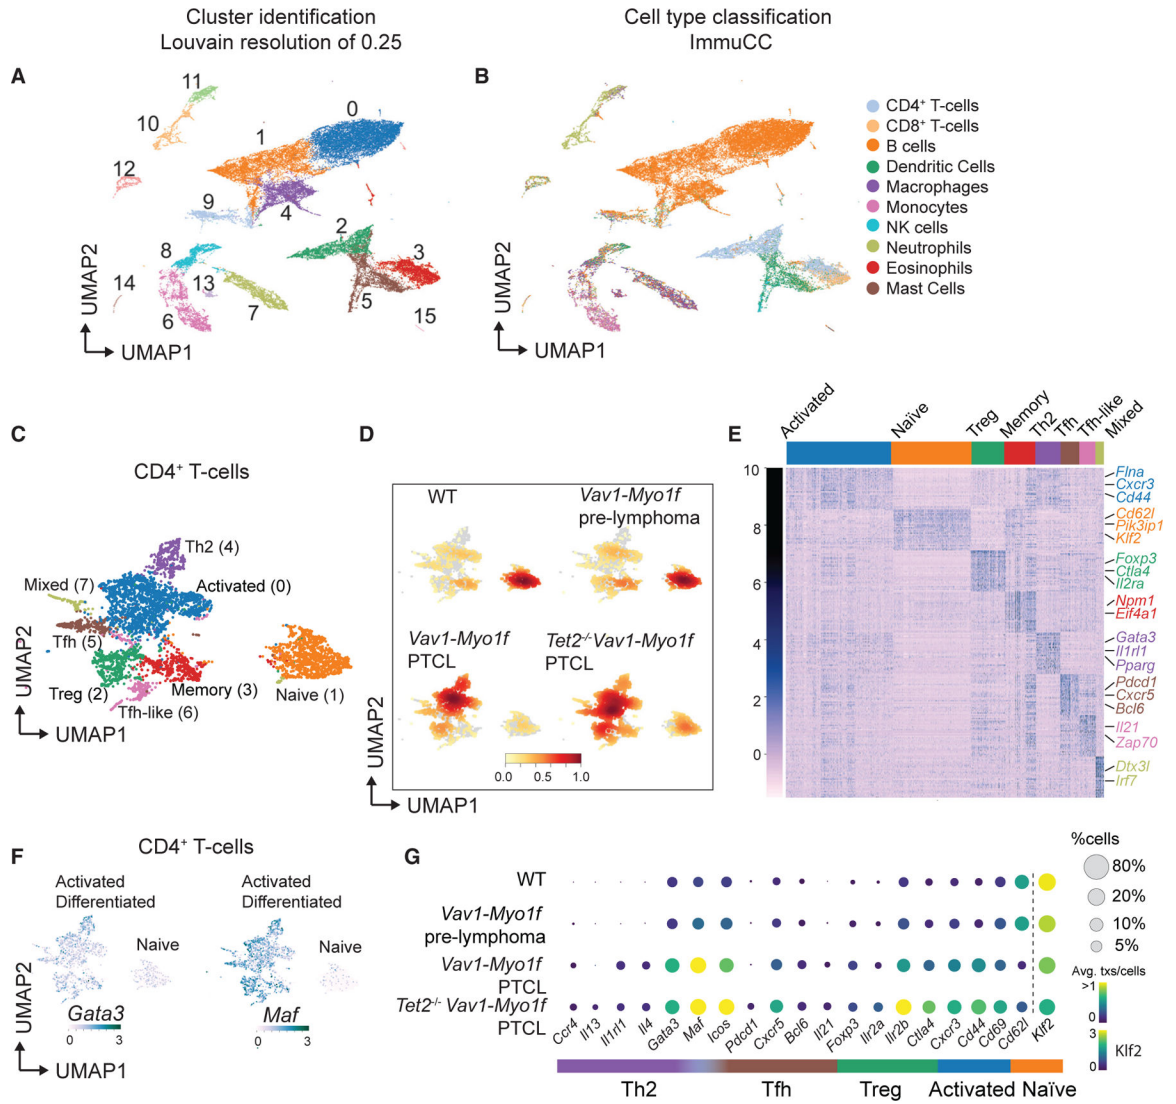 Cluster identification
Louvain resolution of 0.25
Cell type classification
ImmuCC
A
11
10
12
1
0
9
4
2
3
8
13
14
6
7
5
15
UMAP2
UMAP1
B
UMAP2
UMAP1
CD4⁺ T-cells
CD8⁺ T-cells
B cells
Dendritic Cells
Macrophages
Monocytes
NK cells
Neutrophils
Eosinophils
Mast Cells
C
CD4⁺ T-cells
Th2 (4)
Mixed (7)
Activated (0)
Tfh (5)
Treg (2)
Memory (3)
Naive (1)
Tfh-like (6)
UMAP2
UMAP1
D
WT
Vav1-Myo1f
pre-lymphoma
Vav1-Myo1f
PTCL
Tet2⁻/⁻ Vav1-Myo1f
PTCL
0.0 0.5 1.0
UMAP2
UMAP1
E
Activated
Naïve
Treg
Memory
Th2
Tfh
Tfh-like
Mixed
10
8
6
4
2
0
Flna
Cxcr3
Cd44
Cd62l
Pik3ip1
Klf2
Foxp3
Ctla4
Il2ra
Npm1
Eif4a1
Gata3
Il1rl1
Pparg
Pdcd1
Cxcr5
Bcl6
Il21
Zap70
Dtx3l
Irf7
F
CD4⁺ T-cells
Activated
Differentiated
Naive
Gata3
0 3
Activated
Differentiated
Naive
Maf
0 3
UMAP2
UMAP1
G
WT
Vav1-Myo1f
pre-lymphoma
Vav1-Myo1f
PTCL
Tet2⁻/⁻ Vav1-Myo1f
PTCL
Ccr4
Il13
Il1rl1
Il4
Gata3
Maf
Icos
Pdcd1
Cxcr5
Bcl6
Il21
Foxp3
Il2ra
Ilr2b
Ctla4
Cxcr3
Cd44
Cd69
Cd62l
Klf2
Th2
Tfh
Treg
Activated
Naïve
%cells
80%
20%
10%
5%
Avg. txs/cells
>1
0
3
0
Klf2